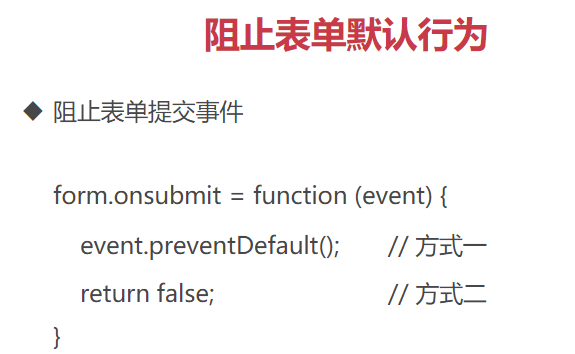 阻止表单默认行为
◆ 阻止表单提交事件
form.onsubmit = function (event) {
event.preventDefault(); // 方式一
return false; // 方式二
}